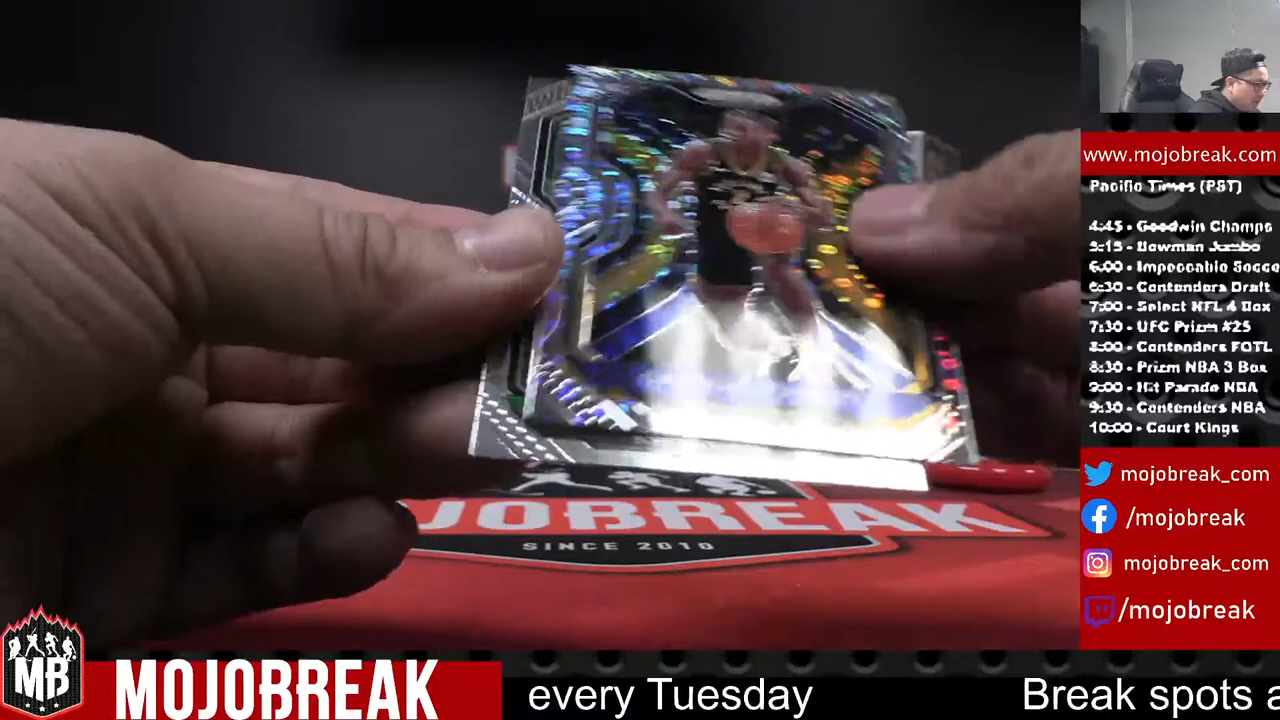 www.mojobreak.com
Pacific Times (PST)
4:45 - Goodwin Champs
5:15 - Bowman Jumbo
6:00 - Impeccable Socce
6:30 - Contenders Draft
7:00 - Select NFL 4 Box
7:30 - UFC Prizm #25
8:00 - Contenders FOTL
8:30 - Prizm NBA 3 Box
9:00 - Hit Parade NBA
9:30 - Contenders NBA
10:00 - Court Kings
mojobreak_com
/mojobreak
mojobreak_com
/mojobreak
JOBREAK
SINCE 2010
MB
MOJOBREAK
every Tuesday
Break spots a